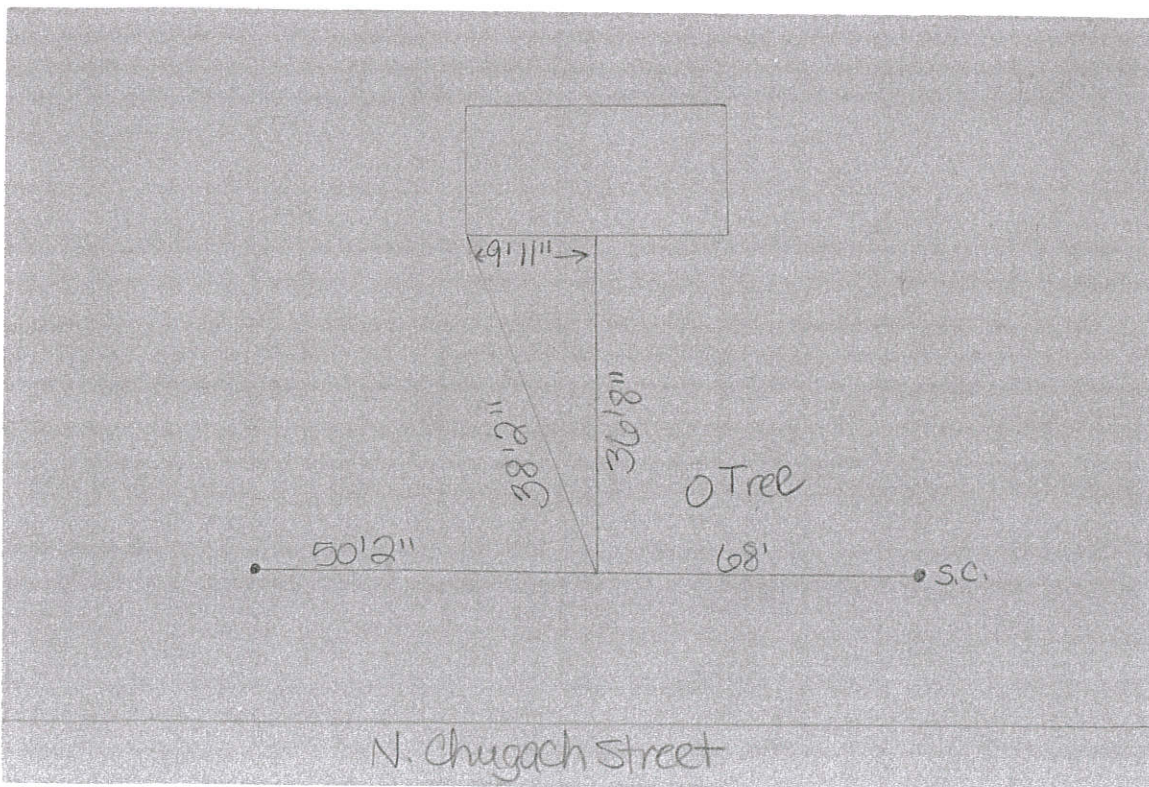 9'11"
38'2"
36'8"
O Tree
50'2"
68'
S.C.
N. Chugach Street